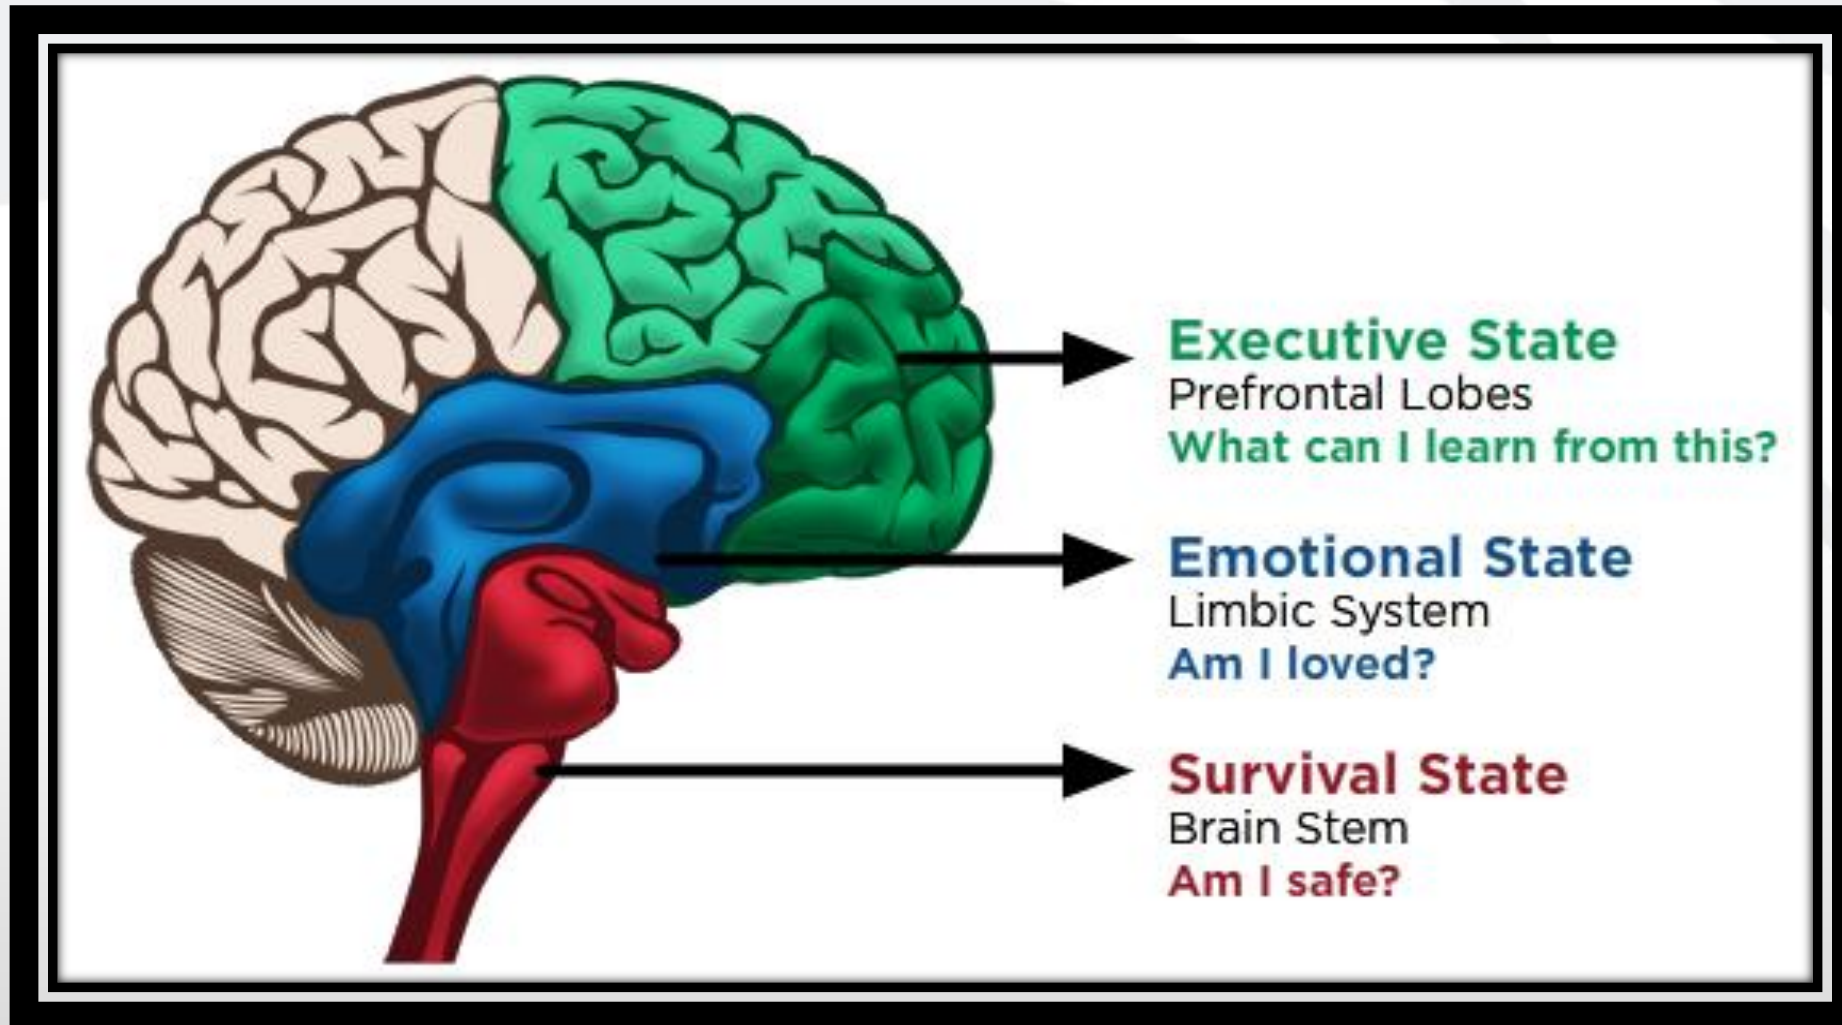 Executive State
Prefrontal Lobes
What can I learn from this?
Emotional State
Limbic System
Am I loved?
Survival State
Brain Stem
Am I safe?